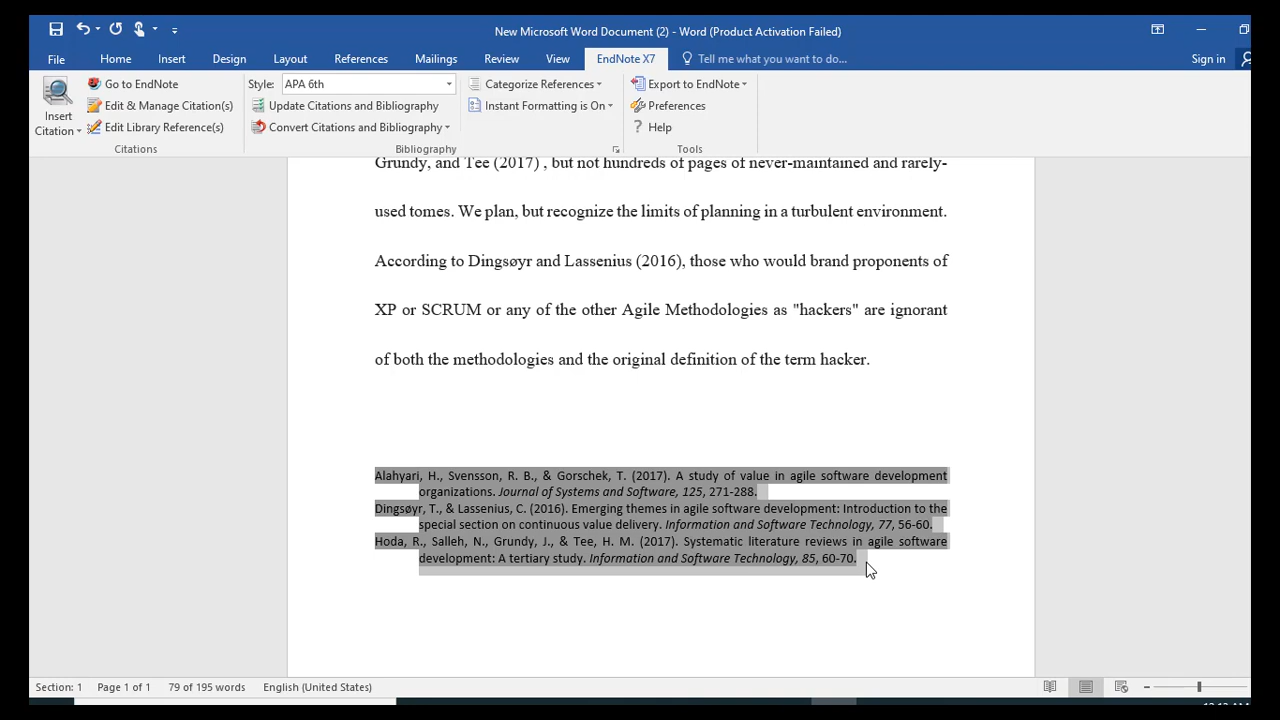 New Microsoft Word Document (2) - Word (Product Activation Failed)
File Home Insert Design Layout References Mailings Review View EndNote X7 Tell me what you want to do... Sign in
Go to EndNote Style: APA 6th Categorize References Export to EndNote
Insert Citation Edit & Manage Citation(s) Update Citations and Bibliography Instant Formatting is On Preferences
Edit Library Reference(s) Convert Citations and Bibliography Help
Citations Bibliography Tools
Grundy, and Tee (2017) , but not hundreds of pages of never-maintained and rarely-
used tomes. We plan, but recognize the limits of planning in a turbulent environment.
According to Dingsøyr and Lassenius (2016), those who would brand proponents of
XP or SCRUM or any of the other Agile Methodologies as "hackers" are ignorant
of both the methodologies and the original definition of the term hacker.
Alahyari, H., Svensson, R. B., & Gorschek, T. (2017). A study of value in agile software development
organizations. Journal of Systems and Software, 125, 271-288.
Dingsøyr, T., & Lassenius, C. (2016). Emerging themes in agile software development: Introduction to the
special section on continuous value delivery. Information and Software Technology, 77, 56-60.
Hoda, R., Salleh, N., Grundy, J., & Tee, H. M. (2017). Systematic literature reviews in agile software
development: A tertiary study. Information and Software Technology, 85, 60-70.
Section: 1 Page 1 of 1 79 of 195 words English (United States)